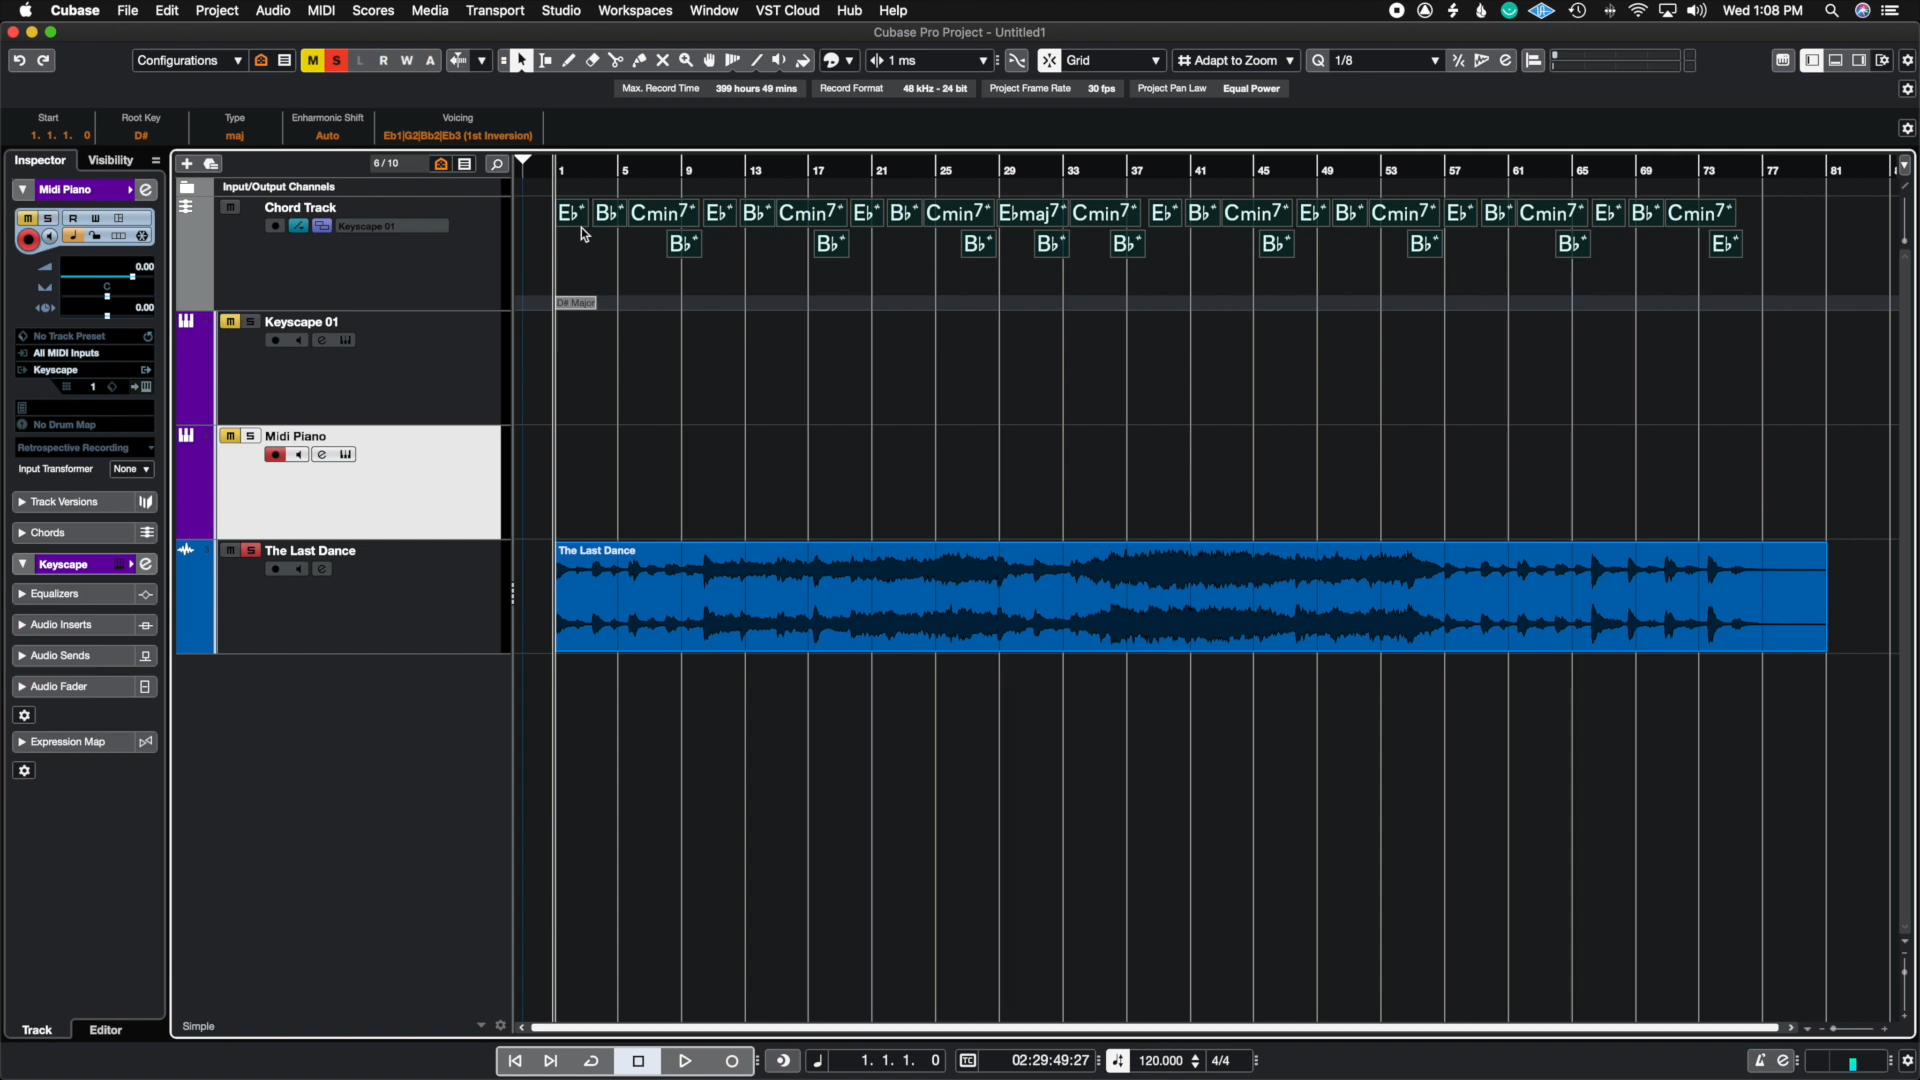 Cubase File Edit Project Audio MIDI Scores Media Transport Studio Workspaces Window VST Cloud Hub Help Wed 1:08 PM
Cubase Pro Project - Untitled1
Configurations M S L R W A 1 ms Grid Adapt to Zoom Q 1/8
Max. Record Time 399 hours 49 mins Record Format 48 kHz - 24 bit Project Frame Rate 30 fps Project Pan Law Equal Power
Start Root Key Type Enharmonic Shift Voicing
1. 1. 1. 0 D# maj Auto Eb1|G2|Bb2|Eb3 (1st Inversion)
Inspector Visibility 6/10
1 5 9 13 17 21 25 29 33 37 41 45 49 53 57 61 65 69 73 77 81
Midi Piano
Input/Output Channels
m S R W
m Chord Track
Keyscape 01
E♭ B♭ Cmin7 E♭ B♭ Cmin7 E♭ B♭ Cmin7 E♭maj7 Cmin7 E♭ B♭ Cmin7 E♭ B♭ Cmin7 E♭ B♭ Cmin7 E♭ B♭ Cmin7
B♭ B♭ B♭ B♭ B♭ B♭ B♭ B♭ E♭
0.00
C
0.00
D# Major
No Track Preset
All MIDI Inputs
Keyscape
1
No Drum Map
Retrospective Recording
Input Transformer None
m S Keyscape 01
m S Midi Piano
Track Versions
Chords
Keyscape
Equalizers
Audio Inserts
Audio Sends
Audio Fader
Expression Map
3 m S The Last Dance
The Last Dance
Track Editor
Simple
1. 1. 1. 0 TC 02:29:49:27 120.000 4/4